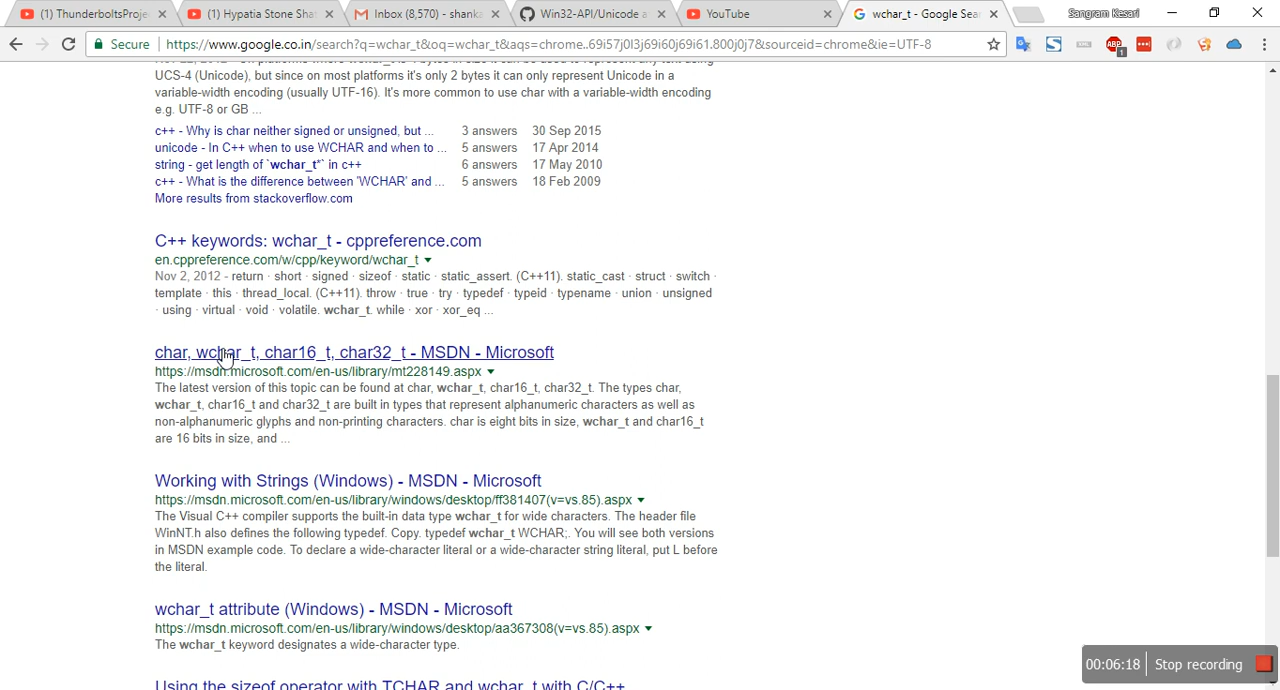 (1) ThunderboltsProje
(1) Hypatia Stone Shat
Inbox (8,570) - shanka
Win32-API/Unicode a
YouTube
wchar_t - Google Sear
Sangram Kesari
Secure
https://www.google.co.in/search?q=wchar_t&oq=wchar_t&aqs=chrome..69i57j0l3j69i60j69i61.800j0j7&sourceid=chrome&ie=UTF-8
ABP
1
UCS-4 (Unicode), but since on most platforms it's only 2 bytes it can only represent Unicode in a
variable-width encoding (usually UTF-16). It's more common to use char with a variable-width encoding
e.g. UTF-8 or GB ...
c++ - Why is char neither signed or unsigned, but ... 3 answers 30 Sep 2015
unicode - In C++ when to use WCHAR and when to ... 5 answers 17 Apr 2014
string - get length of `wchar_t*` in c++ 6 answers 17 May 2010
c++ - What is the difference between 'WCHAR' and ... 5 answers 18 Feb 2009
More results from stackoverflow.com
C++ keywords: wchar_t - cppreference.com
en.cppreference.com/w/cpp/keyword/wchar_t
Nov 2, 2012 - return · short · signed · sizeof · static · static_assert. (C++11). static_cast · struct · switch ·
template · this · thread_local. (C++11). throw · true · try · typedef · typeid · typename · union · unsigned
· using · virtual · void · volatile. wchar_t. while · xor · xor_eq ...
char, wchar_t, char16_t, char32_t - MSDN - Microsoft
https://msdn.microsoft.com/en-us/library/mt228149.aspx
The latest version of this topic can be found at char, wchar_t, char16_t, char32_t. The types char,
wchar_t, char16_t and char32_t are built in types that represent alphanumeric characters as well as
non-alphanumeric glyphs and non-printing characters. char is eight bits in size, wchar_t and char16_t
are 16 bits in size, and ...
Working with Strings (Windows) - MSDN - Microsoft
https://msdn.microsoft.com/en-us/library/windows/desktop/ff381407(v=vs.85).aspx
The Visual C++ compiler supports the built-in data type wchar_t for wide characters. The header file
WinNT.h also defines the following typedef. Copy. typedef wchar_t WCHAR;. You will see both versions
in MSDN example code. To declare a wide-character literal or a wide-character string literal, put L before
the literal.
wchar_t attribute (Windows) - MSDN - Microsoft
https://msdn.microsoft.com/en-us/library/windows/desktop/aa367308(v=vs.85).aspx
The wchar_t keyword designates a wide-character type.
Using the sizeof operator with TCHAR and wchar_t with C/C++
00:06:18 Stop recording